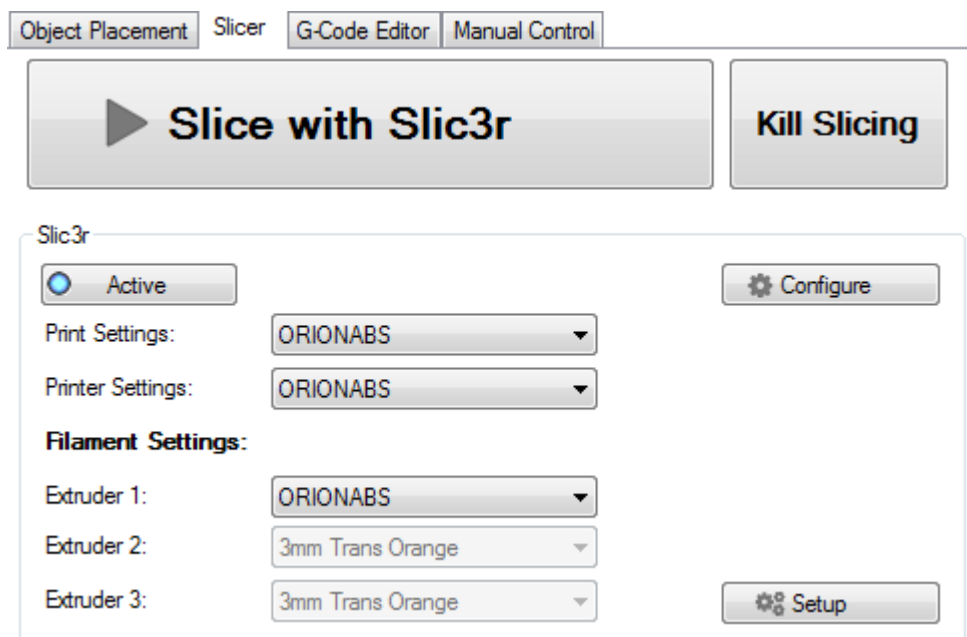 Object Placement Slicer G-Code Editor Manual Control
Slice with Slic3r Kill Slicing
Slic3r
Active Configure
Print Settings: ORIONABS
Printer Settings: ORIONABS
Filament Settings:
Extruder 1: ORIONABS
Extruder 2: 3mm Trans Orange
Extruder 3: 3mm Trans Orange Setup